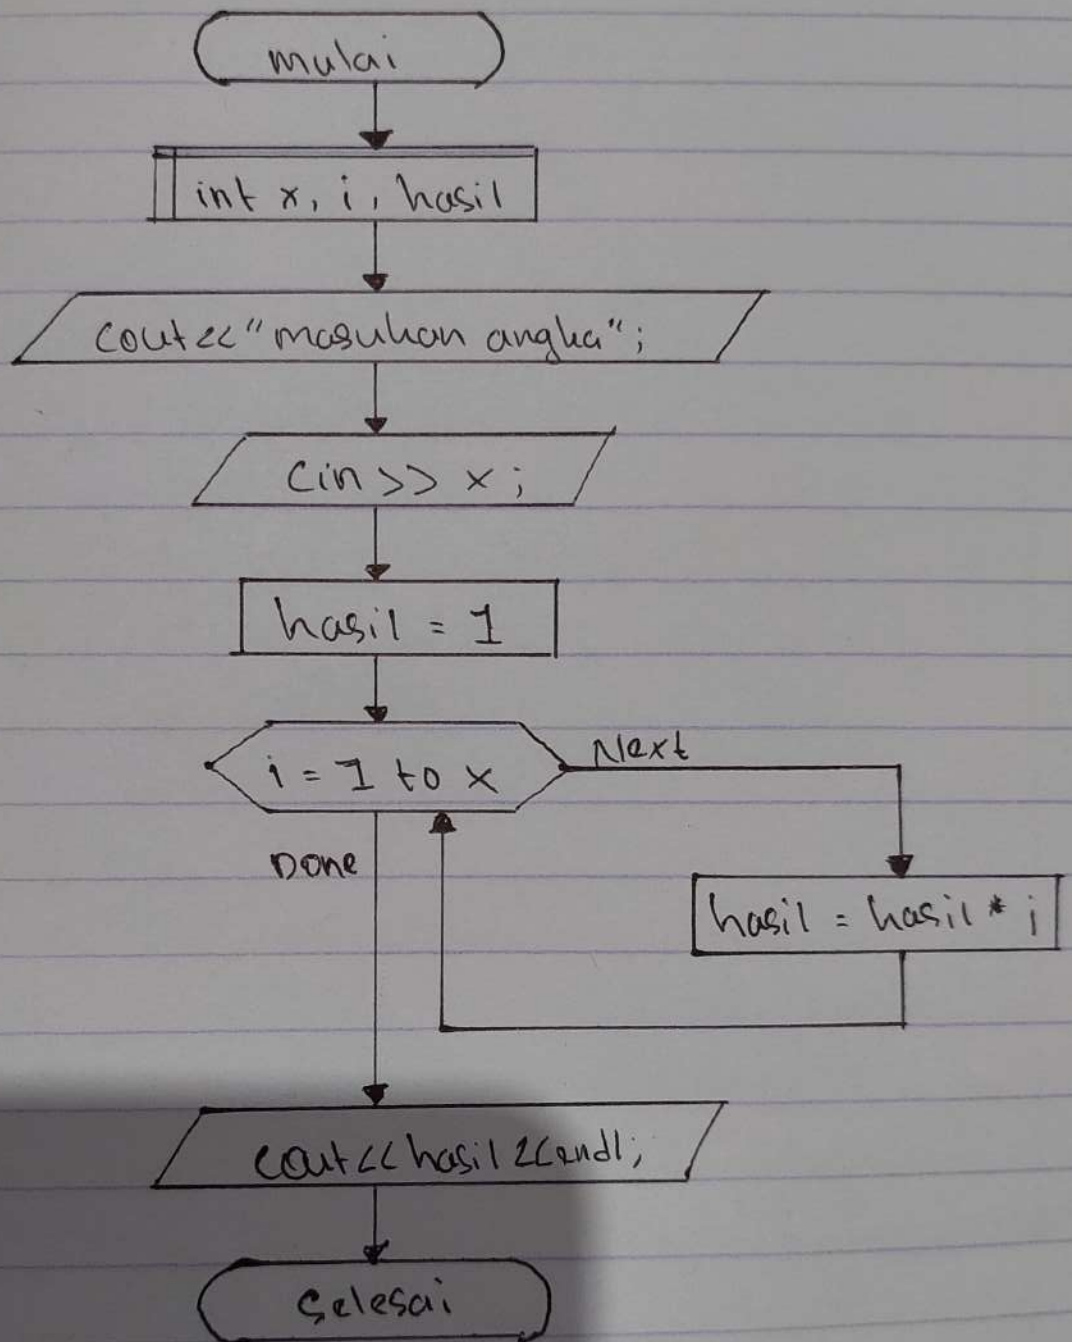 mulai
int x, i, hasil
cout<<"masukan angka";
cin>> x;
hasil = 1
i = 1 to x
Next
Done
hasil = hasil * i
cout<<hasil<<endl;
Selesai